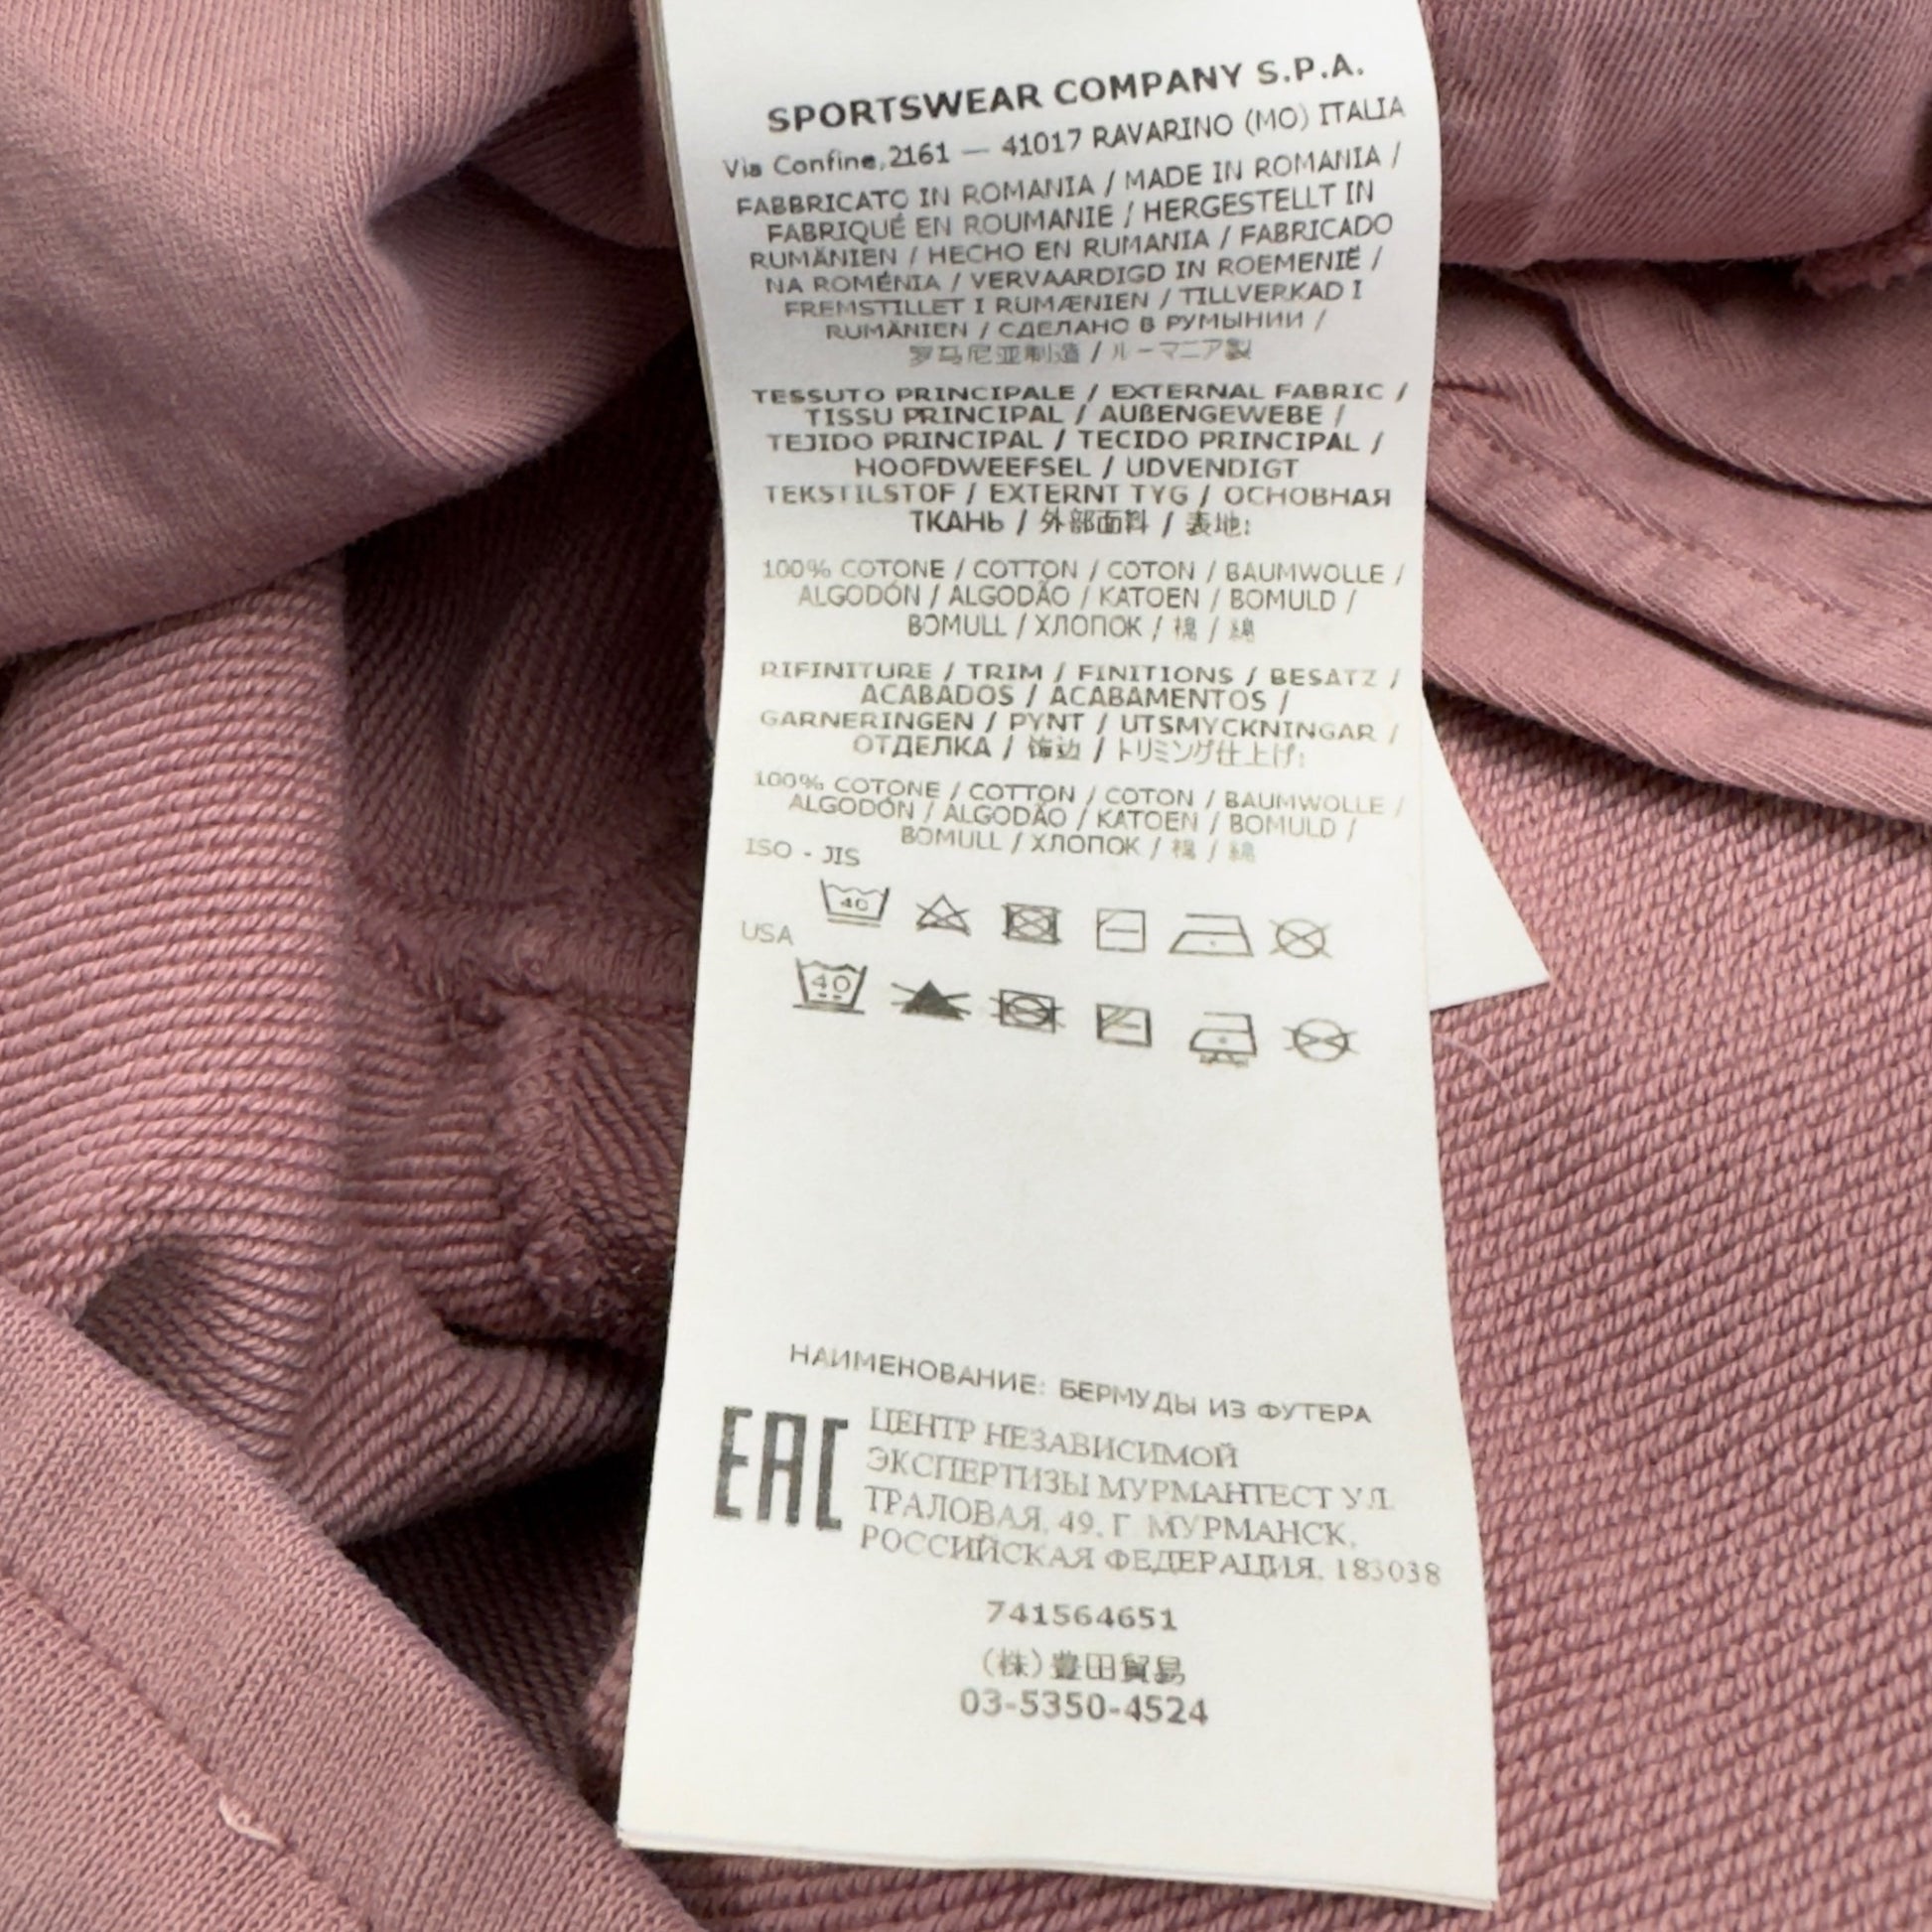 SPORTSWEAR COMPANY S.P.A.
Via Confine,2161 — 41017 RAVARINO (MO) ITALIA
FABBRICATO IN ROMANIA / MADE IN ROMANIA /
FABRIQUÉ EN ROUMANIE / HERGESTELLT IN
RUMÄNIEN / HECHO EN RUMANIA / FABRICADO
NA ROMÉNIA / VERVAARDIGD IN ROEMENIË /
FREMSTILLET I RUMÆNIEN / TILLVERKAD I
RUMÄNIEN / СДЕЛАНО В РУМЫНИИ /
罗马尼亚制造 / ルーマニア製
TESSUTO PRINCIPALE / EXTERNAL FABRIC /
TISSU PRINCIPAL / AUßENGEWEBE /
TEJIDO PRINCIPAL / TECIDO PRINCIPAL /
HOOFDWEEFSEL / UDVENDIGT
TEKSTILSTOF / EXTERNT TYG / ОСНОВНАЯ
ТКАНЬ / 外部面料 / 表地:
100% COTONE / COTTON / COTON / BAUMWOLLE /
ALGODÓN / ALGODÃO / KATOEN / BOMULD /
BOMULL / ХЛОПОК / 棉 / 綿
RIFINITURE / TRIM / FINITIONS / BESATZ /
ACABADOS / ACABAMENTOS /
GARNERINGEN / PYNT / UTSMYCKNINGAR /
ОТДЕЛКА / 饰边 / トリミング仕上げ:
100% COTONE / COTTON / COTON / BAUMWOLLE /
ALGODÓN / ALGODÃO / KATOEN / BOMULD /
BOMULL / ХЛОПОК / 棉 / 綿
ISO - JIS
40
USA
40
НАИМЕНОВАНИЕ: БЕРМУДЫ ИЗ ФУТЕРА
EAC
ЦЕНТР НЕЗАВИСИМОЙ
ЭКСПЕРТИЗЫ МУРМАНТЕСТ УЛ.
ТРАЛОВАЯ, 49, Г. МУРМАНСК,
РОССИЙСКАЯ ФЕДЕРАЦИЯ, 183038
741564651
(株)豊田貿易
03-5350-4524